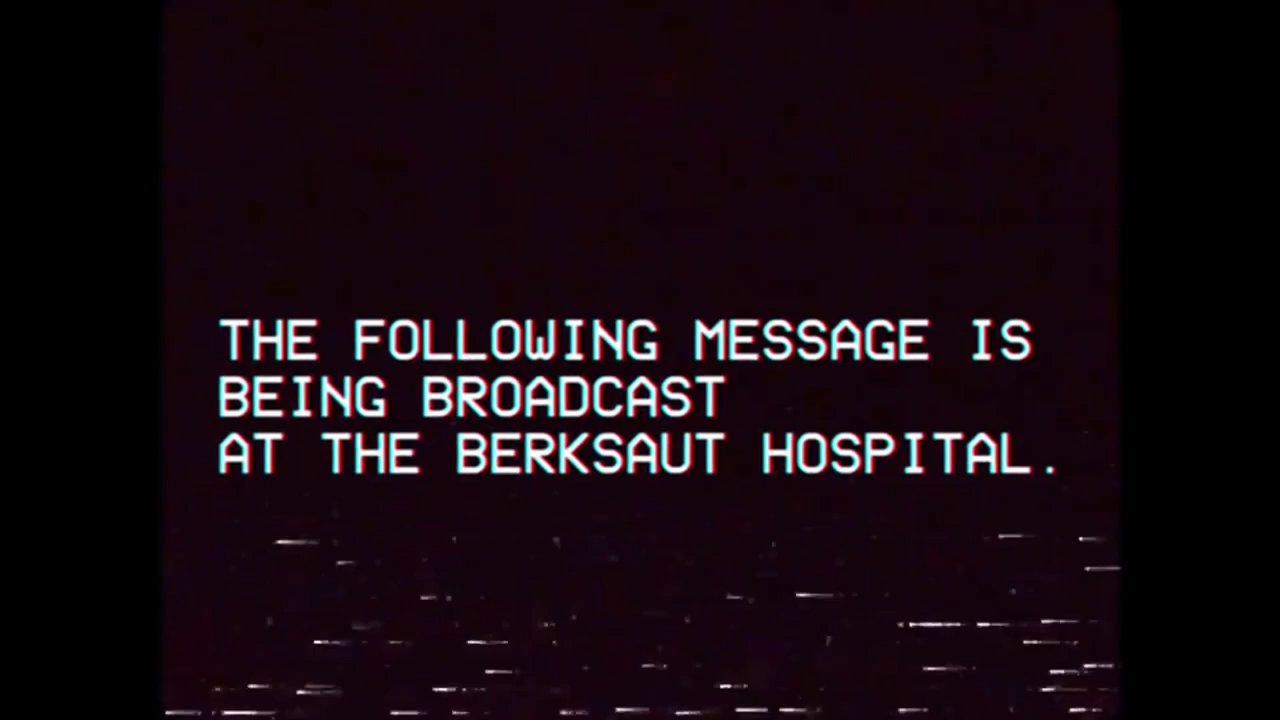 THE FOLLOWING MESSAGE IS
BEING BROADCAST
AT THE BERKSAUT HOSPITAL.